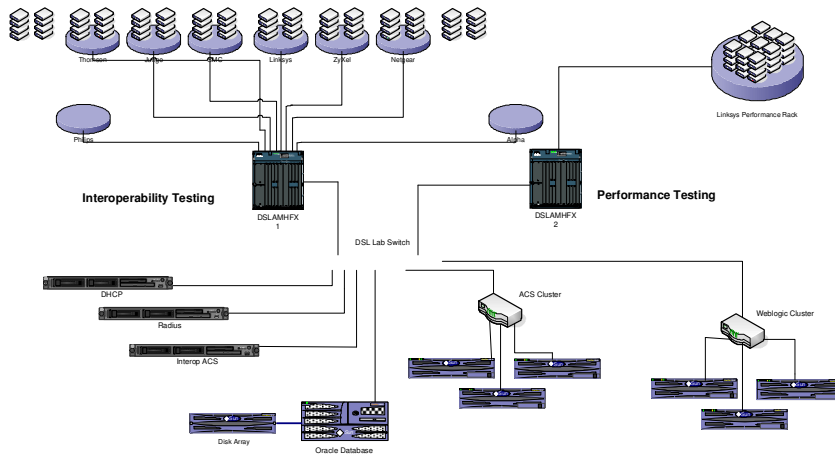 Thomson
SMC
Linksys
ZyXel
Netgear
Linksys Performance Rack
Philips
Alpha
Interoperability Testing
Performance Testing
DSLAMHFX
1
DSLAMHFX
2
DSL Lab Switch
DHCP
ACS Cluster
Radius
Weblogic Cluster
Interop ACS
Disk Array
Oracle Database